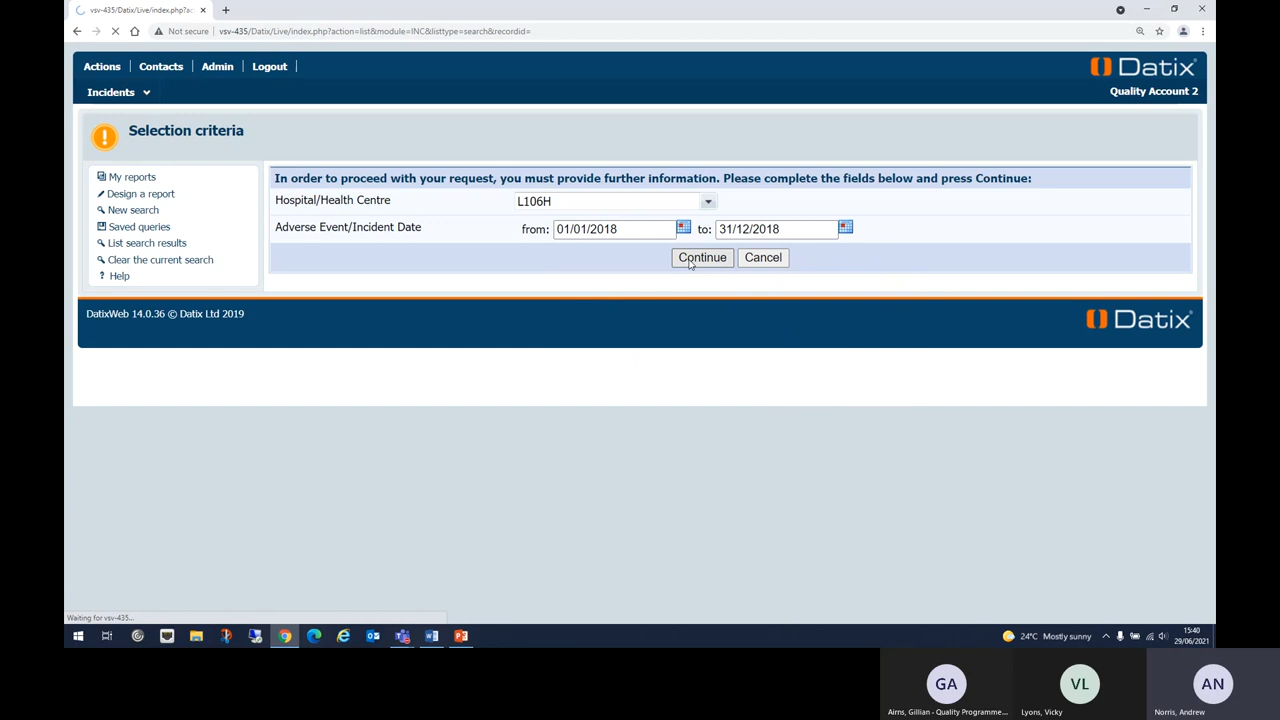 vsv-435/Datix/Live/index.php?ac
Not secure vsv-435/Datix/Live/index.php?action=list&module=INC&listtype=search&recordid=
Actions Contacts Admin Logout
Datix
Incidents
Quality Account 2
Selection criteria
My reports
Design a report
New search
Saved queries
List search results
Clear the current search
? Help
In order to proceed with your request, you must provide further information. Please complete the fields below and press Continue:
Hospital/Health Centre L106H
Adverse Event/Incident Date from: 01/01/2018 to: 31/12/2018
Continue Cancel
DatixWeb 14.0.36 © Datix Ltd 2019
Datix
Waiting for vsv-435...
24°C Mostly sunny
15:40
29/06/2021
GA VL AN
Airns, Gillian - Quality Programme... Lyons, Vicky Norris, Andrew